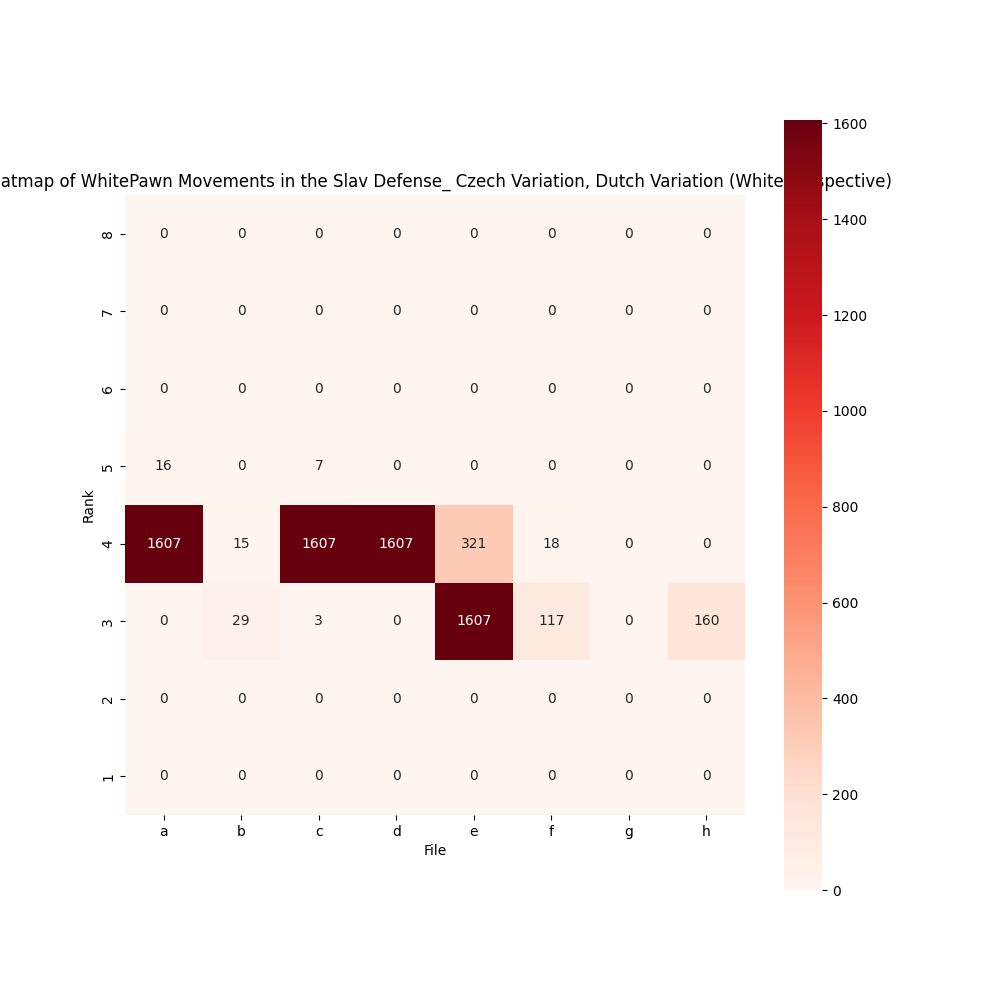 1600
atmap of WhitePawn Movements in the Slav Defense_ Czech Variation, Dutch Variation (White spective)
8 0 0 0 0 0 0 0 0
1400
7 0 0 0 0 0 0 0 0
1200
6 0 0 0 0 0 0 0 0
1000
5 16 0 7 0 0 0 0 0
Rank
800
4 1607 15 1607 1607 321 18 0 0
600
3 0 29 3 0 1607 117 0 160
400
2 0 0 0 0 0 0 0 0
200
1 0 0 0 0 0 0 0 0
a b c d e f g h
File
0